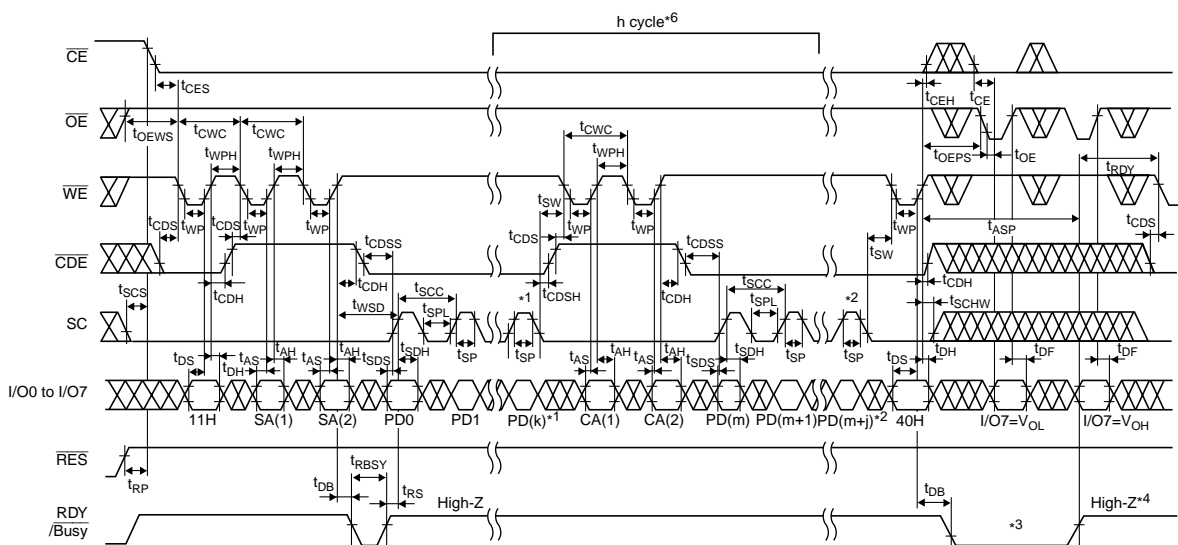 h cycle*6
CE
tCES
tCEH
tCE
OE
tOEWS
tCWC
tCWC
tCWC
tOEPS
tOE
tWPH
tWPH
tWPH
tRDY
WE
tWP
tWP
tSW
tWP
tWP
tWP
tCDS
tCDS
tCDS
tCDSS
tCDSS
tSW
tASP
tCDS
CDE
tCDH
tCDH
tCDSH
tCDH
tCDH
tSCS
tWSD
tSCC
*1
tSCC
*2
tSCHW
SC
tSPL
tSPL
tSP
tSP
tSP
tSP
tDS
tDH
tAS
tAH
tAS
tAH
tSDS
tSDH
tAS
tAH
tAS
tAH
tSDS
tSDH
tDS
tDH
tDF
tDF
I/O0 to I/O7
11H SA(1) SA(2) PD0 PD1 PD(k)*1 CA(1) CA(2) PD(m) PD(m+1) PD(m+j)*2 40H I/O7=VOL I/O7=VOH
RES
tRP
tRBSY
tDB
tRS
tDB
RDY
/Busy
High-Z
*3
High-Z*4